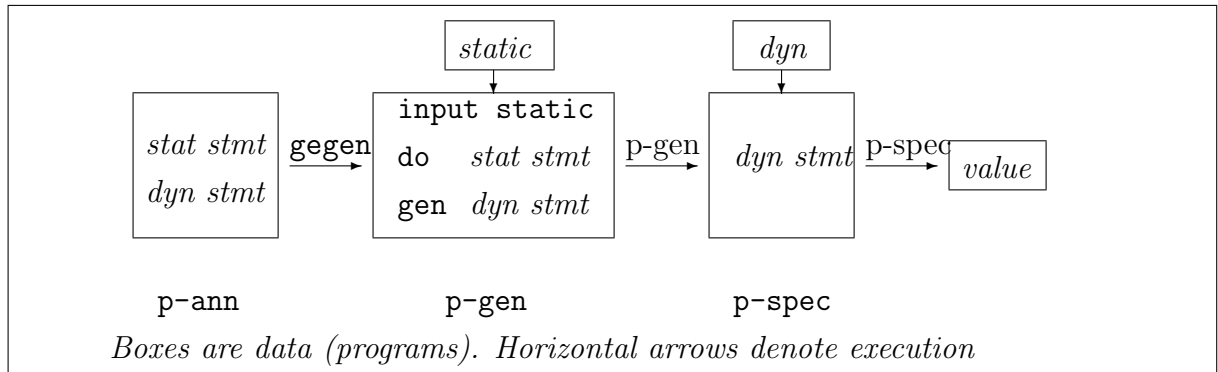 static dyn
input static
stat stmt gegen do stat stmt p-gen dyn stmt p-spec value
dyn stmt gen dyn stmt
p-ann p-gen p-spec
Boxes are data (programs). Horizontal arrows denote execution